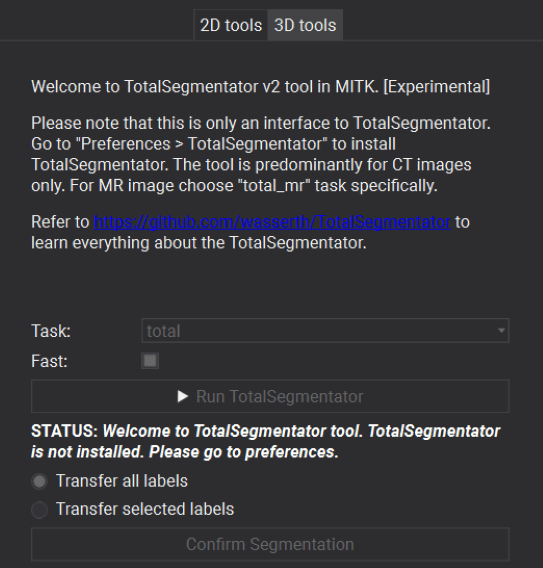 2D tools 3D tools
Welcome to TotalSegmentator v2 tool in MITK. [Experimental]
Please note that this is only an interface to TotalSegmentator.
Go to "Preferences > TotalSegmentator" to install
TotalSegmentator. The tool is predominantly for CT images
only. For MR image choose "total_mr" task specifically.
Refer to https://github.com/wasserth/TotalSegmentator to
learn everything about the TotalSegmentator.
Task: total
Fast:
Run TotalSegmentator
STATUS: Welcome to TotalSegmentator tool. TotalSegmentator
is not installed. Please go to preferences.
Transfer all labels
Transfer selected labels
Confirm Segmentation